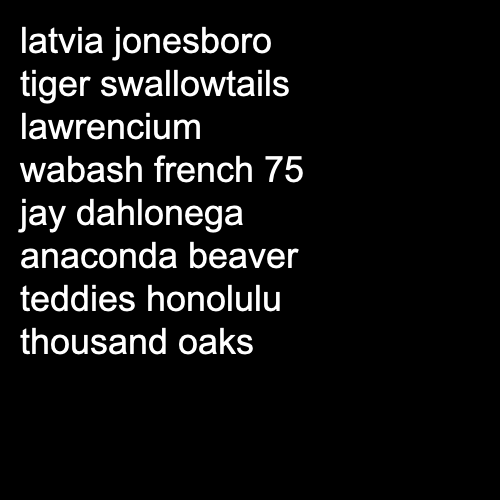 latvia jonesboro
tiger swallowtails
lawrencium
wabash french 75
jay dahlonega
anaconda beaver
teddies honolulu
thousand oaks